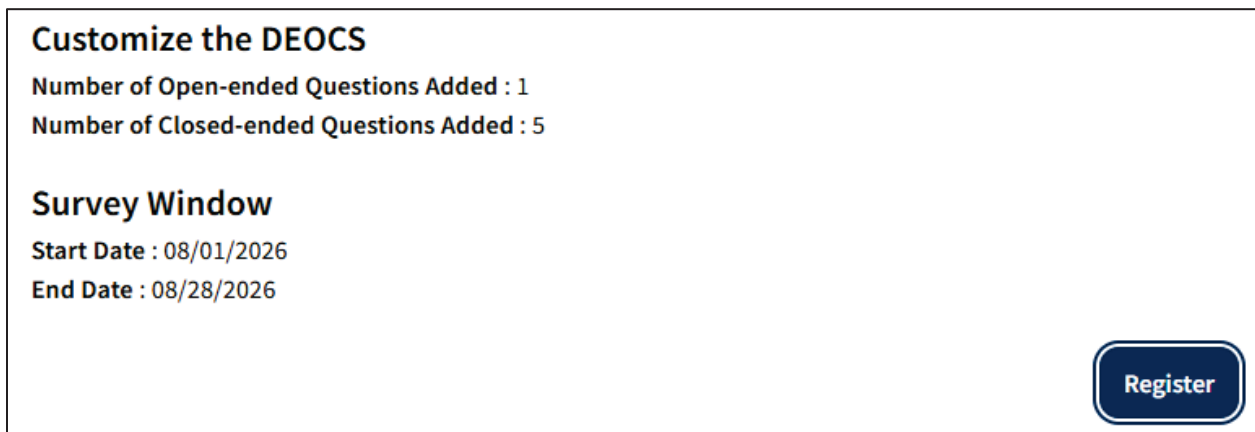 Customize the DEOCS
Number of Open-ended Questions Added : 1
Number of Closed-ended Questions Added : 5
Survey Window
Start Date : 08/01/2026
End Date : 08/28/2026
Register